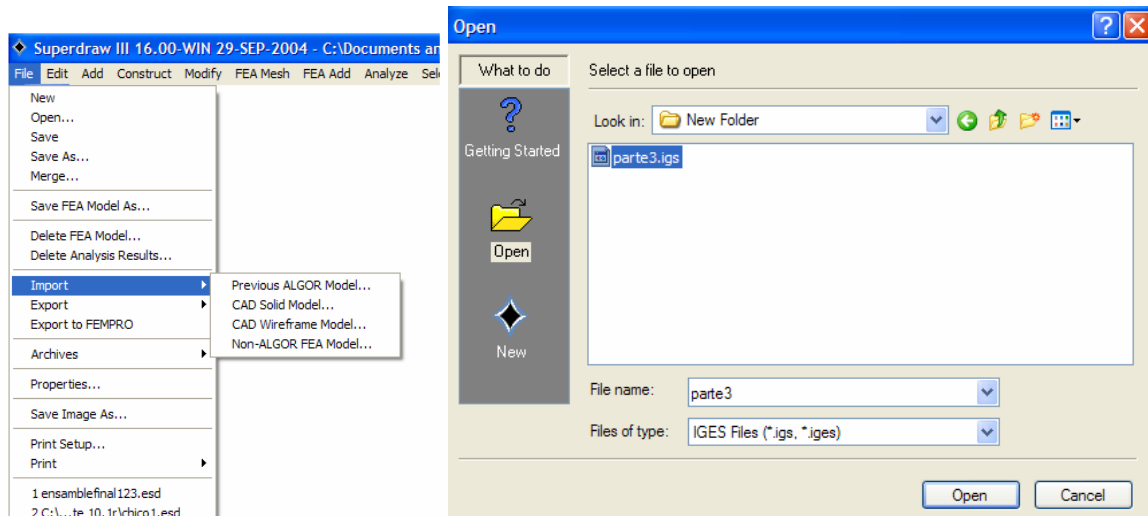 Superdraw III 16.00-WIN 29-SEP-2004 - C:\Documents an
File Edit Add Construct Modify FEA Mesh FEA Add Analyze Sel
New
Open...
Save
Save As...
Merge...
Save FEA Model As...
Delete FEA Model...
Delete Analysis Results...
Import
Export
Export to FEMPRO
Archives
Properties...
Save Image As...
Print Setup...
Print
1 ensamblefinal123.esd
2 C:\...te_10.1r\chico1.esd
Previous ALGOR Model...
CAD Solid Model...
CAD Wireframe Model...
Non-ALGOR FEA Model...
Open
What to do
Getting Started
Open
New
Select a file to open
Look in: New Folder
parte3.igs
File name: parte3
Files of type: IGES Files (*.igs, *.iges)
Open Cancel